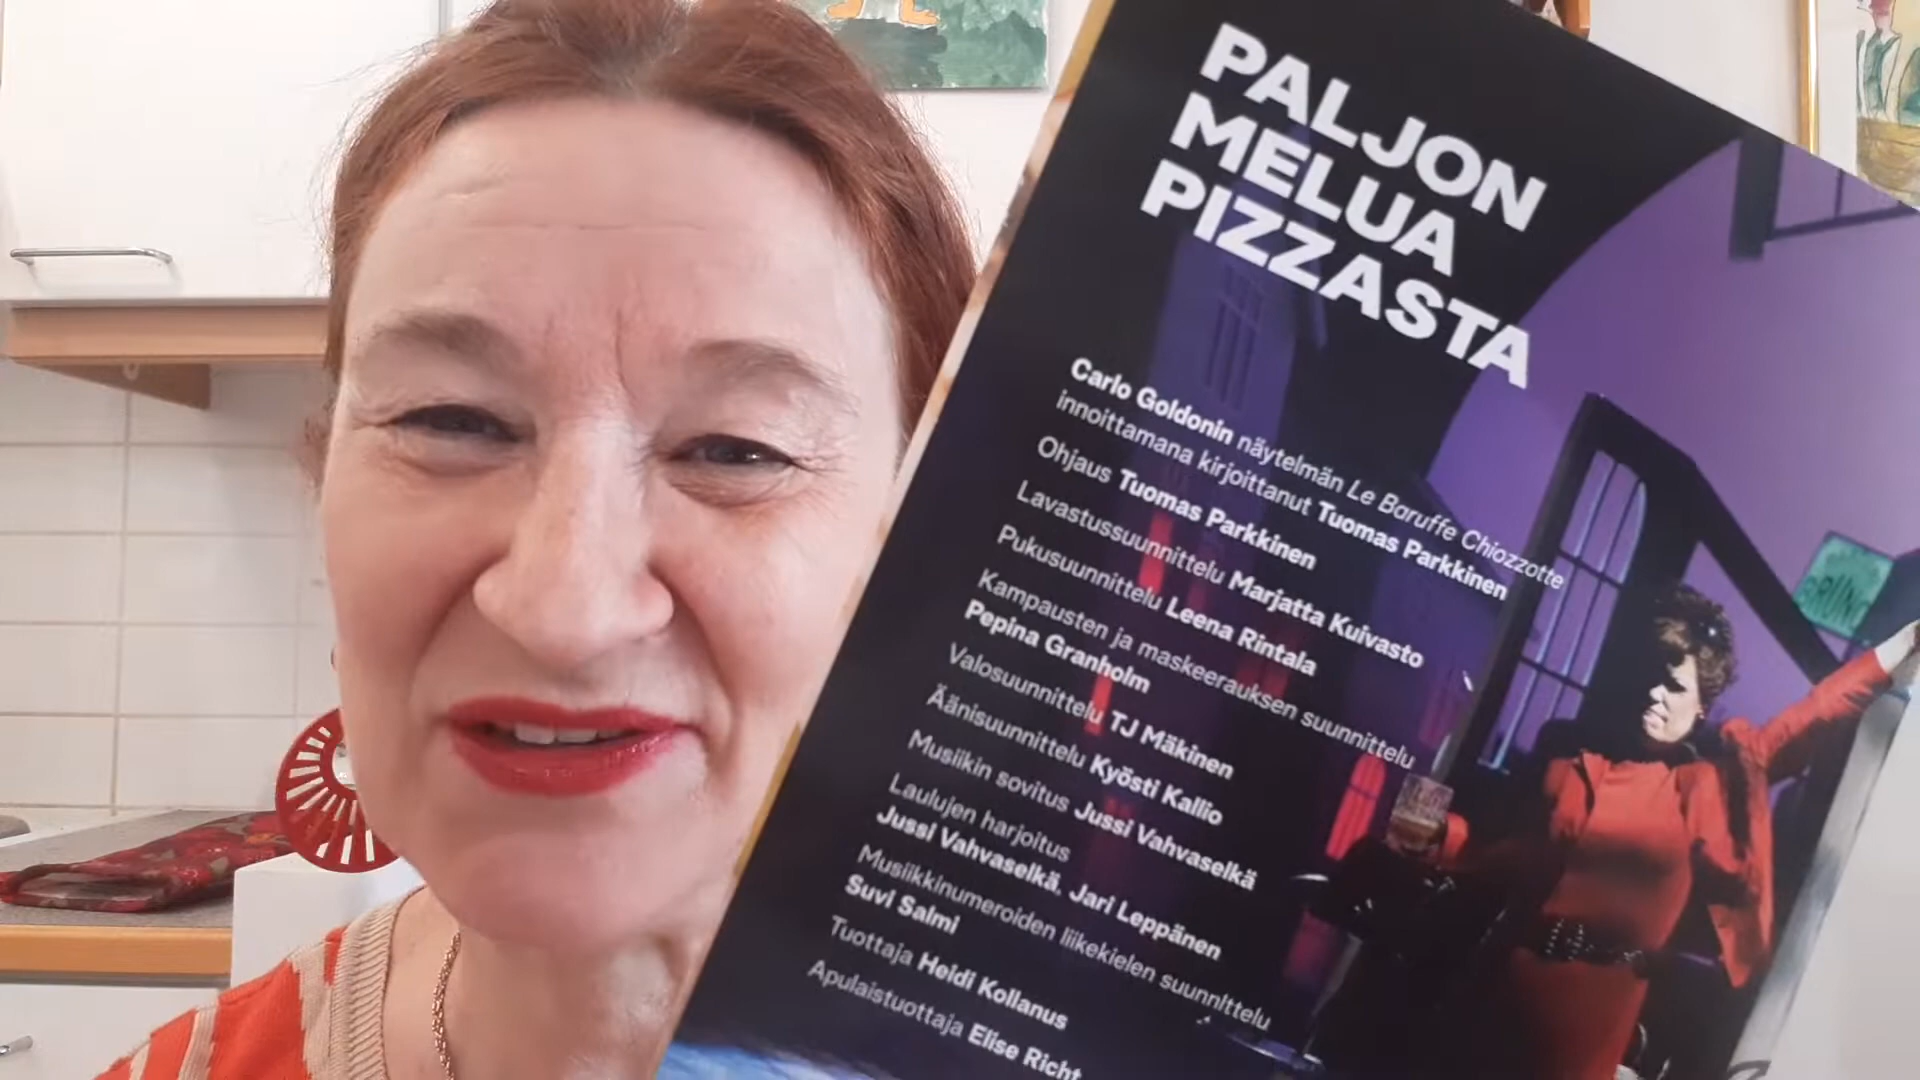 PALJON
MELUA
PIZZASTA
Carlo Goldonin näytelmän Le Baruffe Chiozzotte
innoittamana kirjoittanut Tuomas Parkkinen
Ohjaus Tuomas Parkkinen
Lavastussuunnittelu Marjatta Kuivasto
Pukusuunnittelu Leena Rintala
Kampausten ja maskeerauksen suunnittelu
Pepina Granholm
Valosuunnittelu TJ Mäkinen
Äänisuunnittelu Kyösti Kallio
Musiikin sovitus Jussi Vahvaselkä
Laulujen harjoitus
Jussi Vahvaselkä, Jari Leppänen
Musiikkinumeroiden liikekielen suunnittelu
Suvi Salmi
Tuottaja Heidi Kollanus
Apulaistuottaja Elise Richt